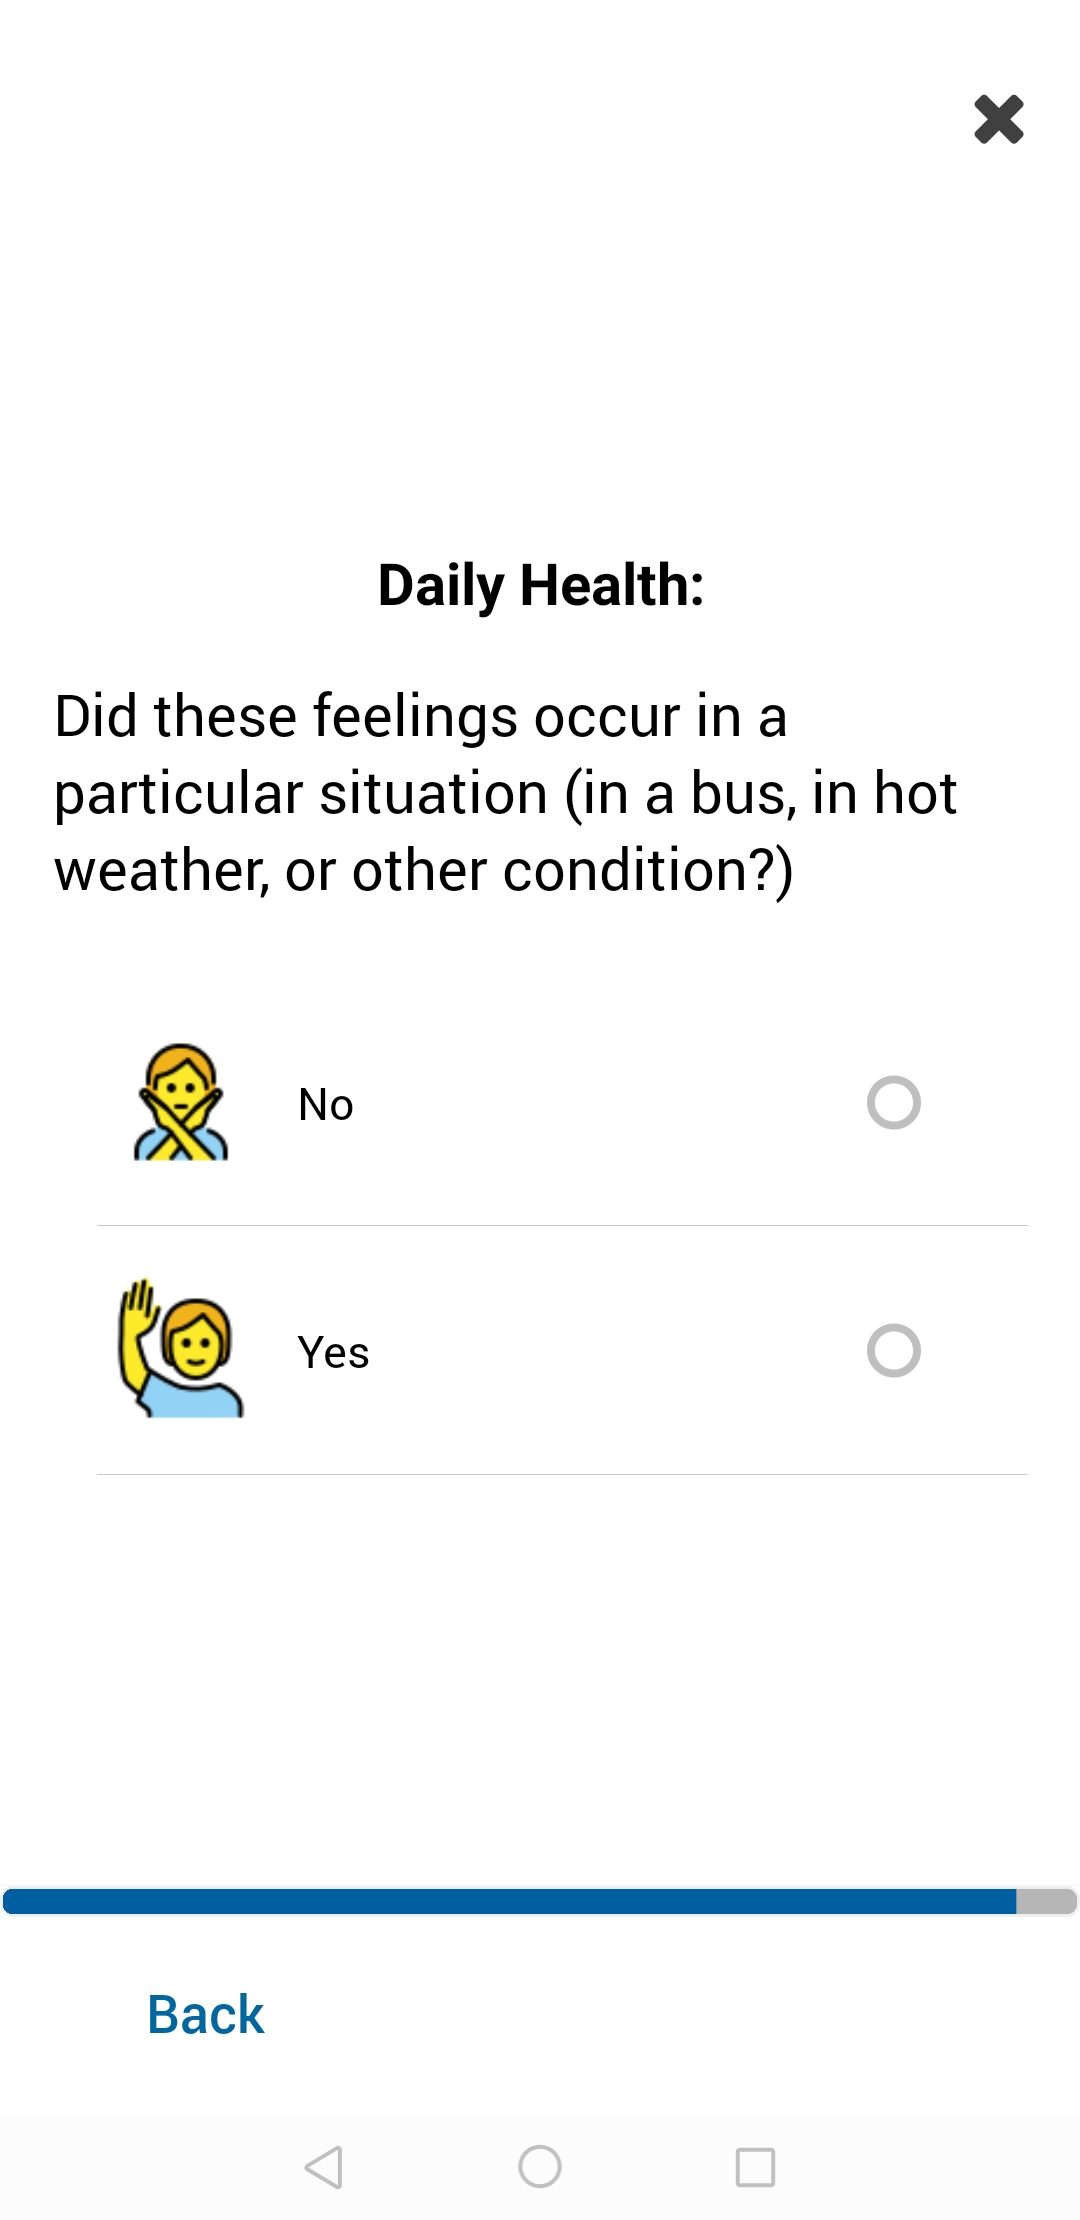 Daily Health:
Did these feelings occur in a
particular situation (in a bus, in hot
weather, or other condition?)
No
Yes
Back